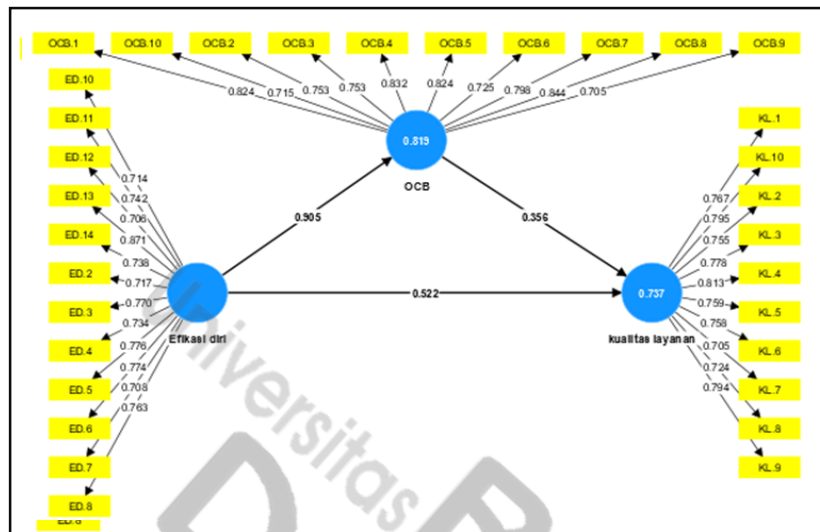 OCB.1 OCB.10 OCB.2 OCB.3 OCB.4 OCB.5 OCB.6 OCB.7 OCB.8 OCB.9
0.824 0.715 0.753 0.753 0.832 0.824 0.725 0.798 0.844 0.705
0.819
OCB
ED.10
ED.11
ED.12
ED.13
ED.14
ED.2
ED.3
ED.4
ED.5
ED.6
ED.7
ED.8
0.714
0.742
0.706
0.871
0.738
0.717
0.770
0.734
0.776
0.774
0.708
0.763
Efikasi diri
0.905
0.356
0.522
0.737
kualitas layanan
0.767
0.795
0.755
0.778
0.813
0.759
0.758
0.705
0.724
0.794
KL.1
KL.10
KL.2
KL.3
KL.4
KL.5
KL.6
KL.7
KL.8
KL.9
Universitas